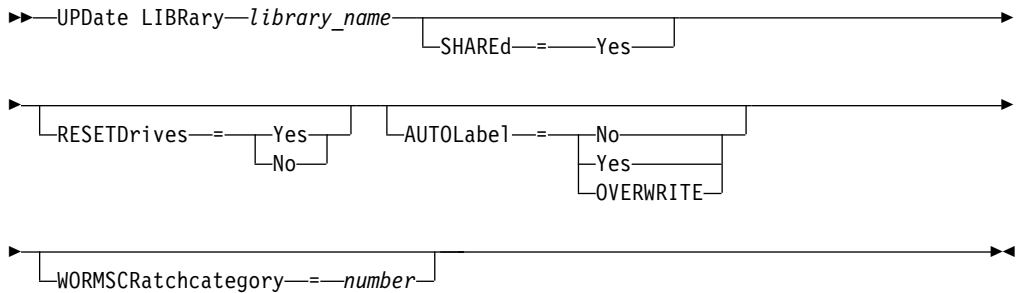 UPDate LIBRary library_name
SHAREd = Yes
RESETDrives = Yes
No
AUTOLabel = No
Yes
OVERWRITE
WORMSCRatchcategory = number